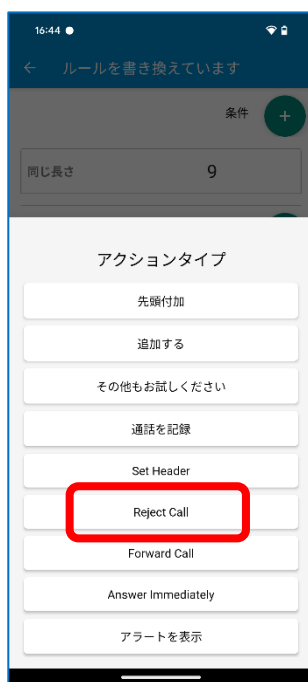 16:44
ルールを書き換えています
条件
同じ長さ 9
アクションタイプ
先頭付加
追加する
その他もお試しください
通話を記録
Set Header
Reject Call
Forward Call
Answer Immediately
アラートを表示